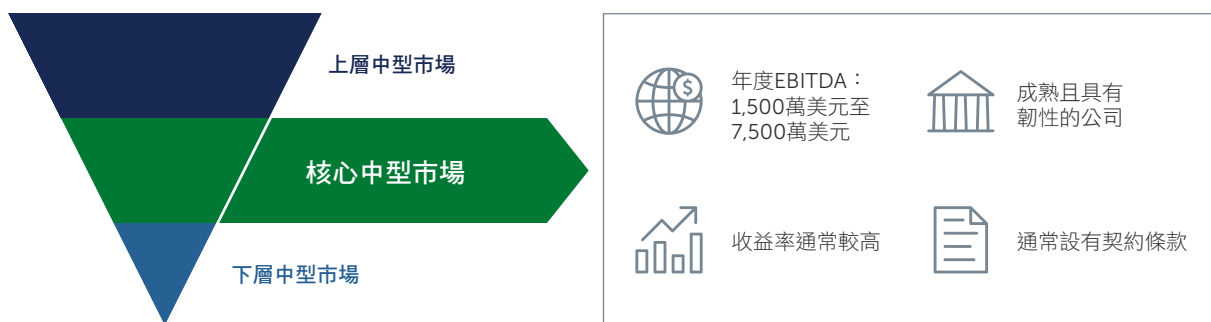 上層中型市場
核心中型市場
下層中型市場
$
年度EBITDA：
1,500萬美元至
7,500萬美元
成熟且具有
韌性的公司
收益率通常較高
通常設有契約條款